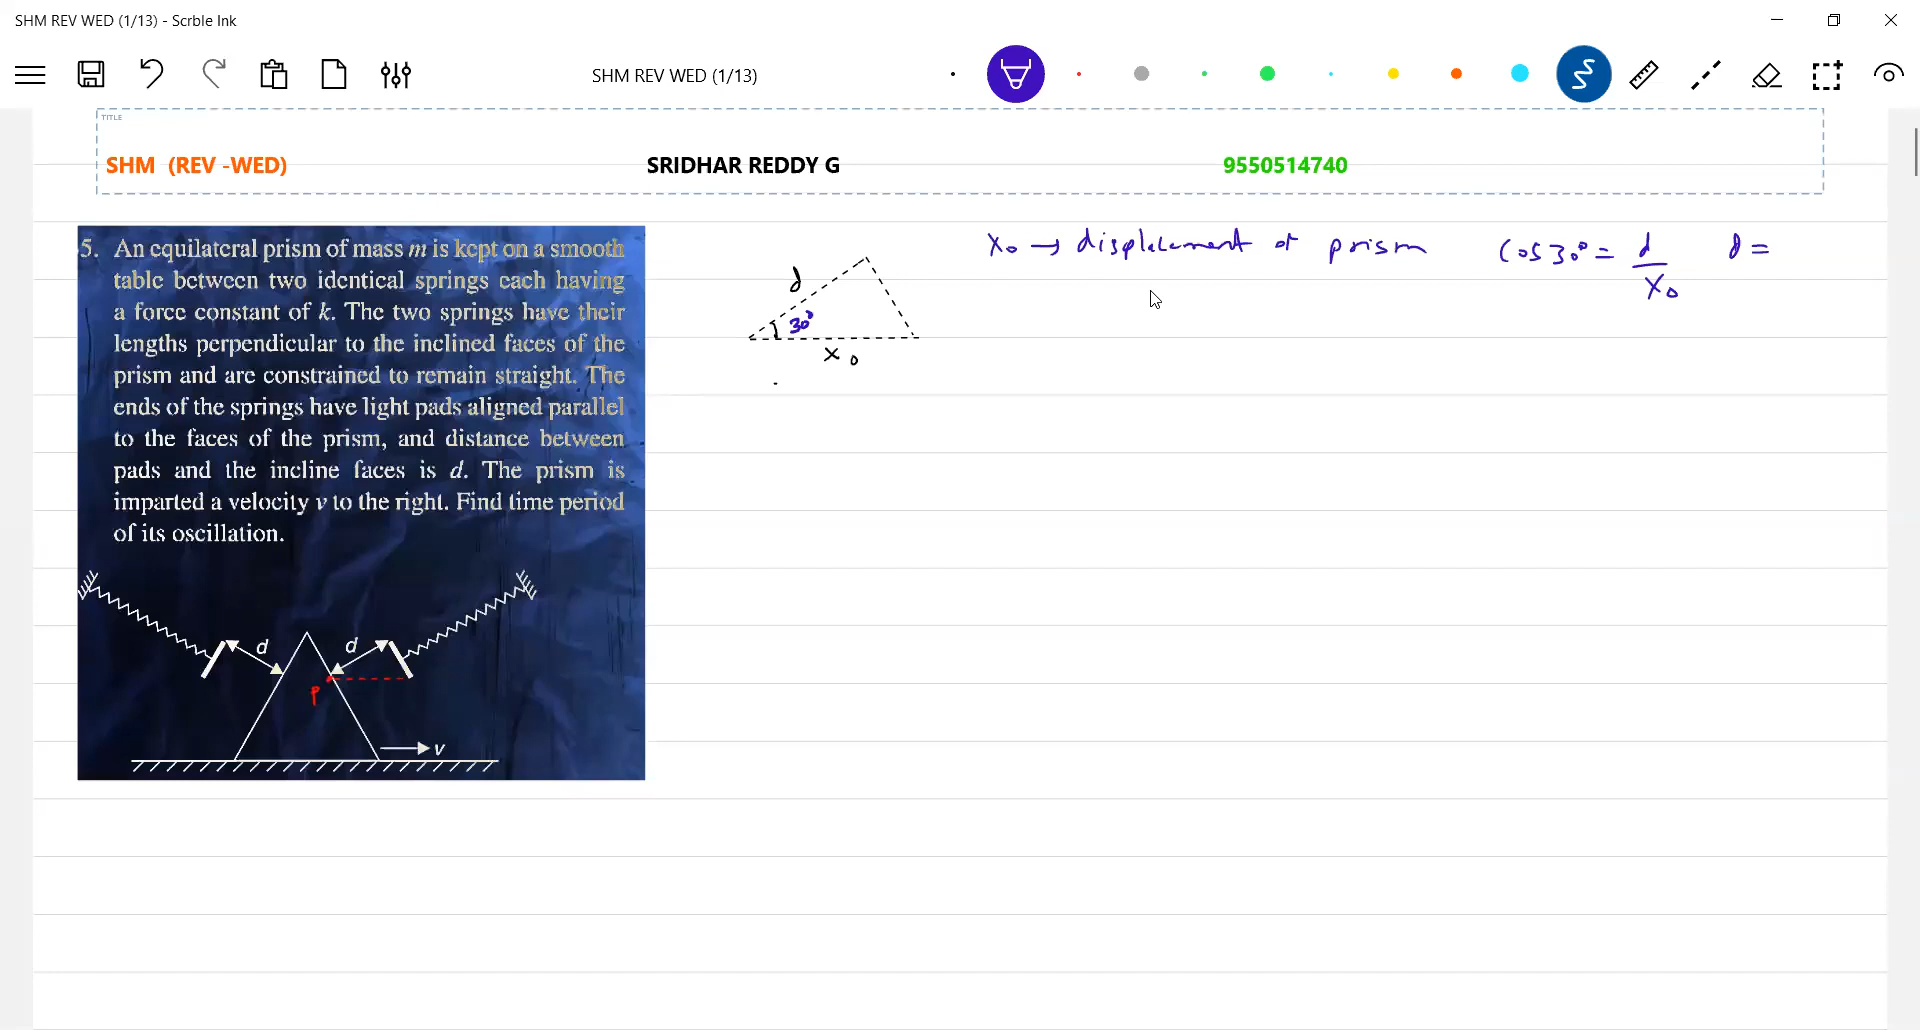 SHM REV WED (1/13) - Scrble Ink
SHM REV WED (1/13)
TITLE
SHM (REV -WED) SRIDHAR REDDY G 9550514740
5. An equilateral prism of mass m is kept on a smooth
table between two identical springs each having
a force constant of k. The two springs have their
lengths perpendicular to the inclined faces of the
prism and are constrained to remain straight. The
ends of the springs have light pads aligned parallel
to the faces of the prism, and distance between
pads and the incline faces is d. The prism is
imparted a velocity v to the right. Find time period
of its oscillation.
d d
P
v
d
30°
x₀
x₀ → displacement of prism cos 30° = d/x₀ d =